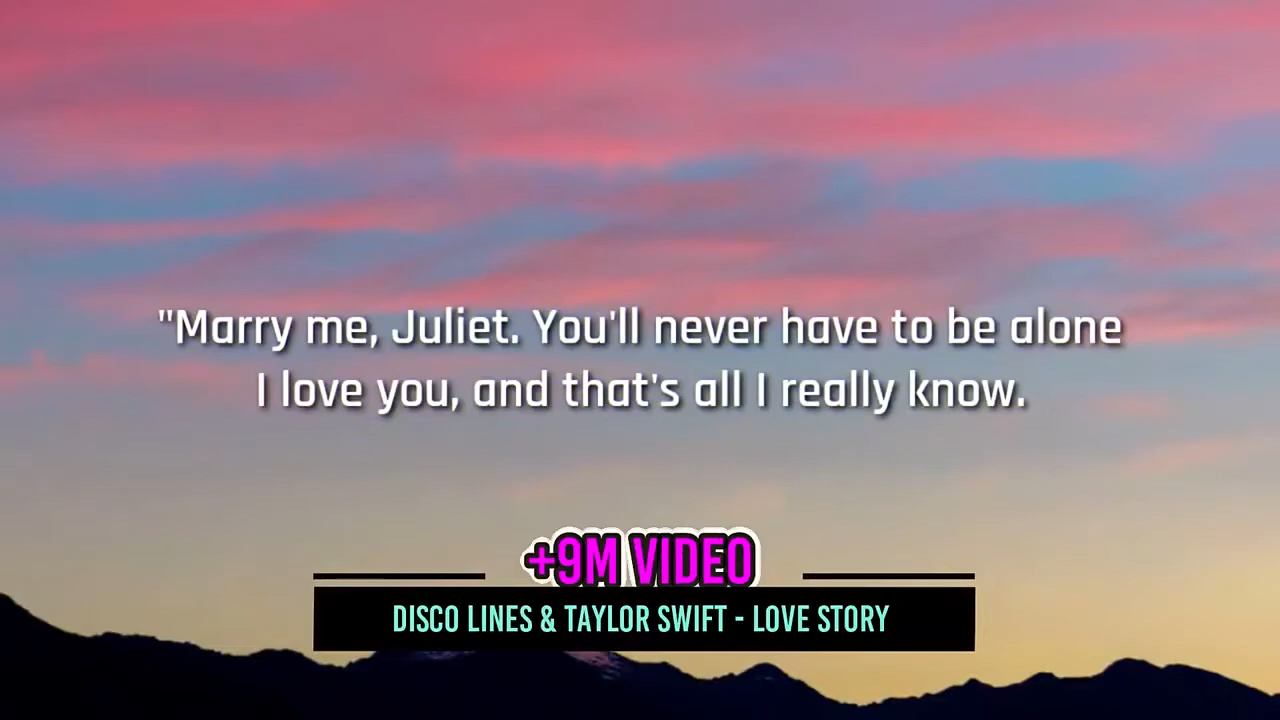 "Marry me, Juliet. You'll never have to be alone
I love you, and that's all I really know.
+9M VIDEO
DISCO LINES & TAYLOR SWIFT - LOVE STORY